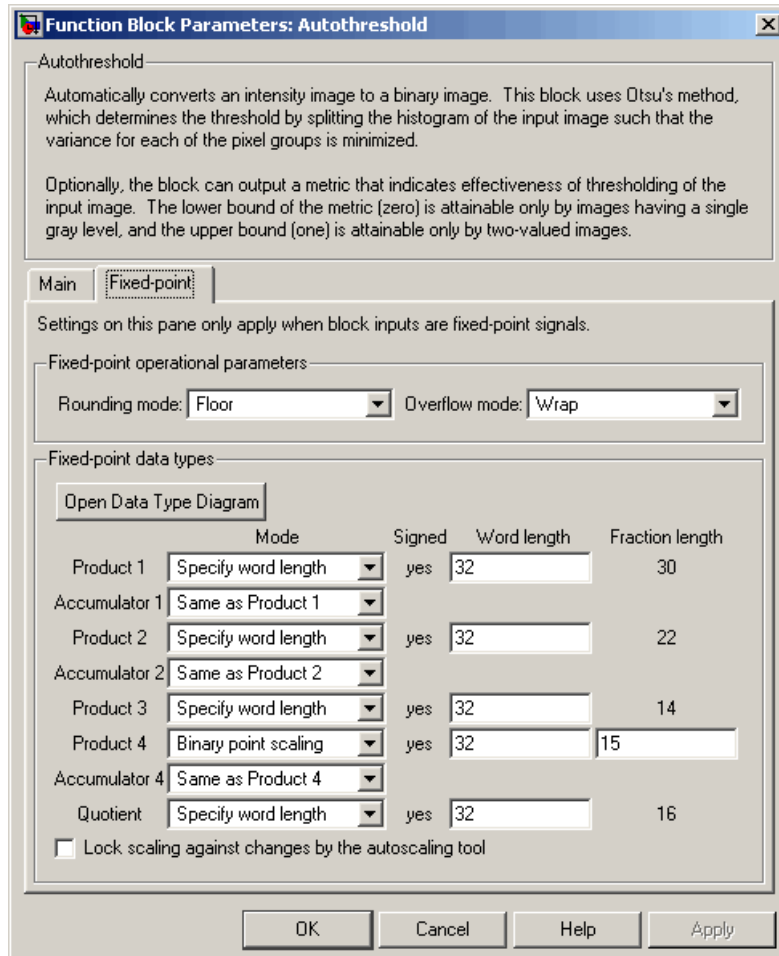 Function Block Parameters: Autothreshold
Autothreshold
Automatically converts an intensity image to a binary image. This block uses Otsu's method,
which determines the threshold by splitting the histogram of the input image such that the
variance for each of the pixel groups is minimized.
Optionally, the block can output a metric that indicates effectiveness of thresholding of the
input image. The lower bound of the metric (zero) is attainable only by images having a single
gray level, and the upper bound (one) is attainable only by two-valued images.
Main Fixed-point
Settings on this pane only apply when block inputs are fixed-point signals.
Fixed-point operational parameters
Rounding mode: Floor Overflow mode: Wrap
Fixed-point data types
Open Data Type Diagram
Mode Signed Word length Fraction length
Product 1 Specify word length yes 32 30
Accumulator 1 Same as Product 1
Product 2 Specify word length yes 32 22
Accumulator 2 Same as Product 2
Product 3 Specify word length yes 32 14
Product 4 Binary point scaling yes 32 15
Accumulator 4 Same as Product 4
Quotient Specify word length yes 32 16
Lock scaling against changes by the autoscaling tool
OK Cancel Help Apply